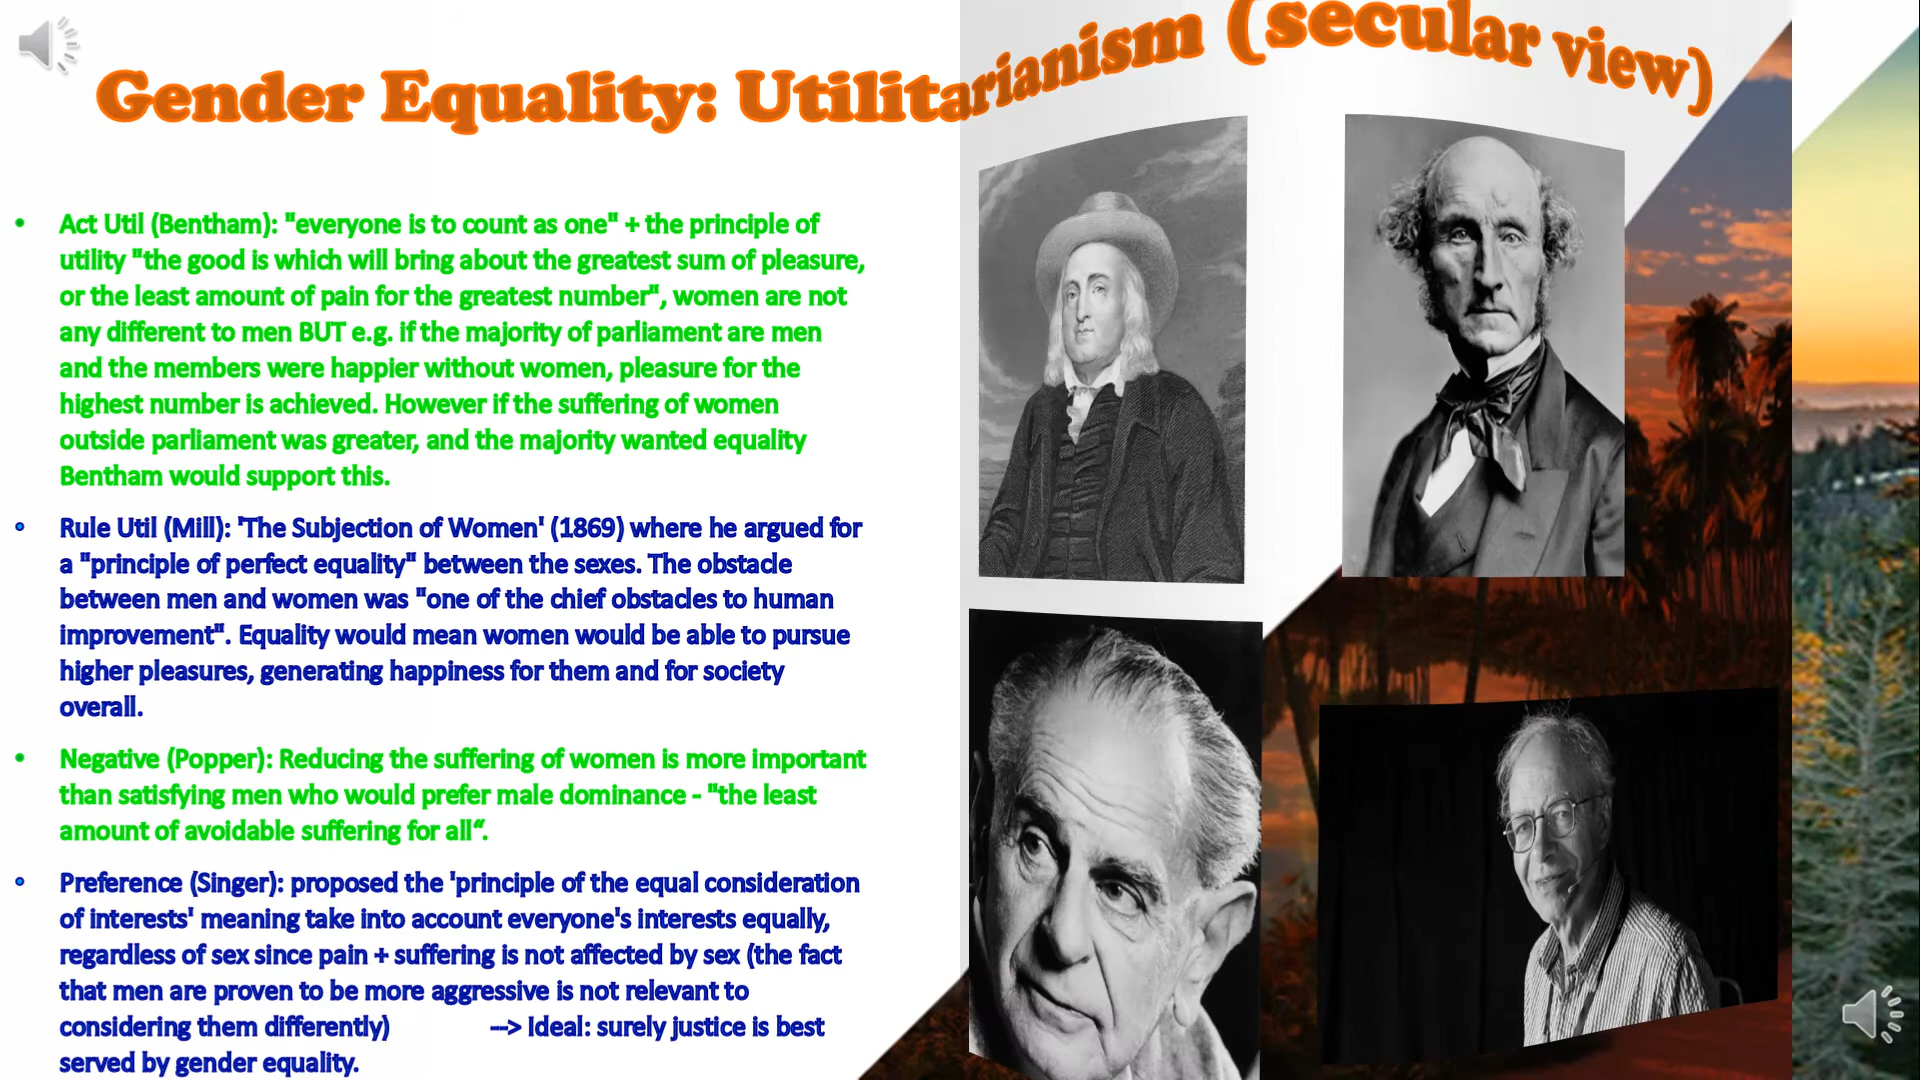 Gender Equality: Utilitarianism (secular view)
• Act Util (Bentham): "everyone is to count as one" + the principle of
utility "the good is which will bring about the greatest sum of pleasure,
or the least amount of pain for the greatest number", women are not
any different to men BUT e.g. if the majority of parliament are men
and the members were happier without women, pleasure for the
highest number is achieved. However if the suffering of women
outside parliament was greater, and the majority wanted equality
Bentham would support this.
• Rule Util (Mill): 'The Subjection of Women' (1869) where he argued for
a "principle of perfect equality" between the sexes. The obstacle
between men and women was "one of the chief obstacles to human
improvement". Equality would mean women would be able to pursue
higher pleasures, generating happiness for them and for society
overall.
• Negative (Popper): Reducing the suffering of women is more important
than satisfying men who would prefer male dominance - "the least
amount of avoidable suffering for all“.
• Preference (Singer): proposed the 'principle of the equal consideration
of interests' meaning take into account everyone's interests equally,
regardless of sex since pain + suffering is not affected by sex (the fact
that men are proven to be more aggressive is not relevant to
considering them differently) --> Ideal: surely justice is best
served by gender equality.